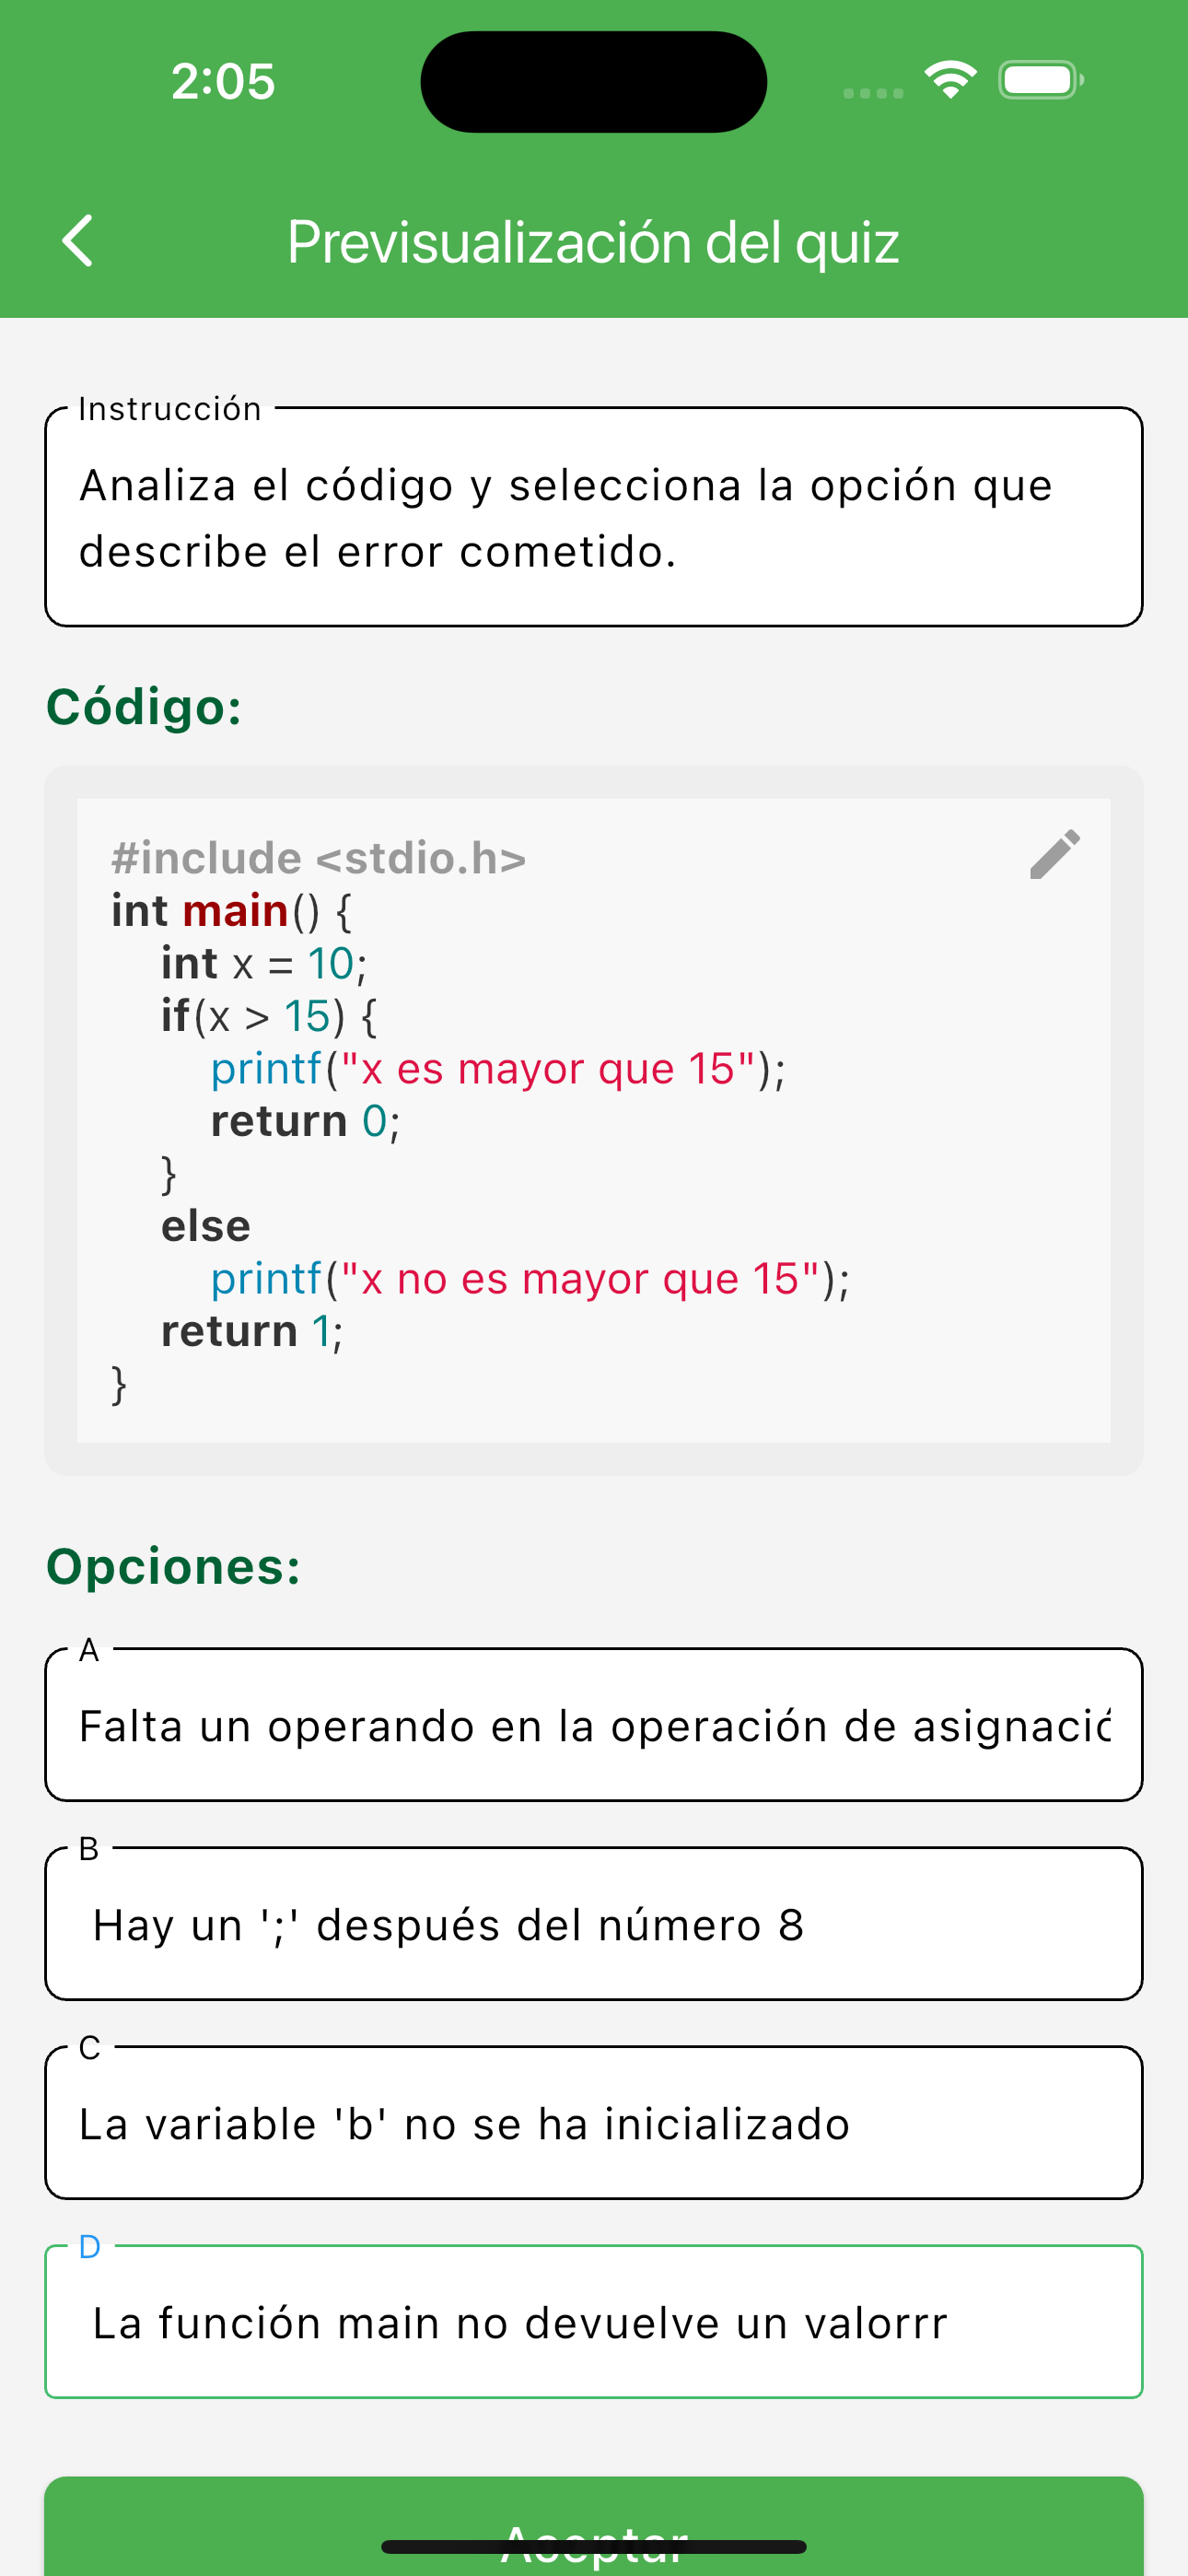 2:05
Previsualización del quiz
Instrucción
Analiza el código y selecciona la opción que
describe el error cometido.
Código:
#include <stdio.h>
int main() {
int x = 10;
if(x > 15) {
printf("x es mayor que 15");
return 0;
}
else
printf("x no es mayor que 15");
return 1;
}
Opciones:
A
Falta un operando en la operación de
B
Hay un ';' después del número 8
C
La variable 'b' no se ha inicializado
D
La función main no devuelve un valorrr
Aceptar